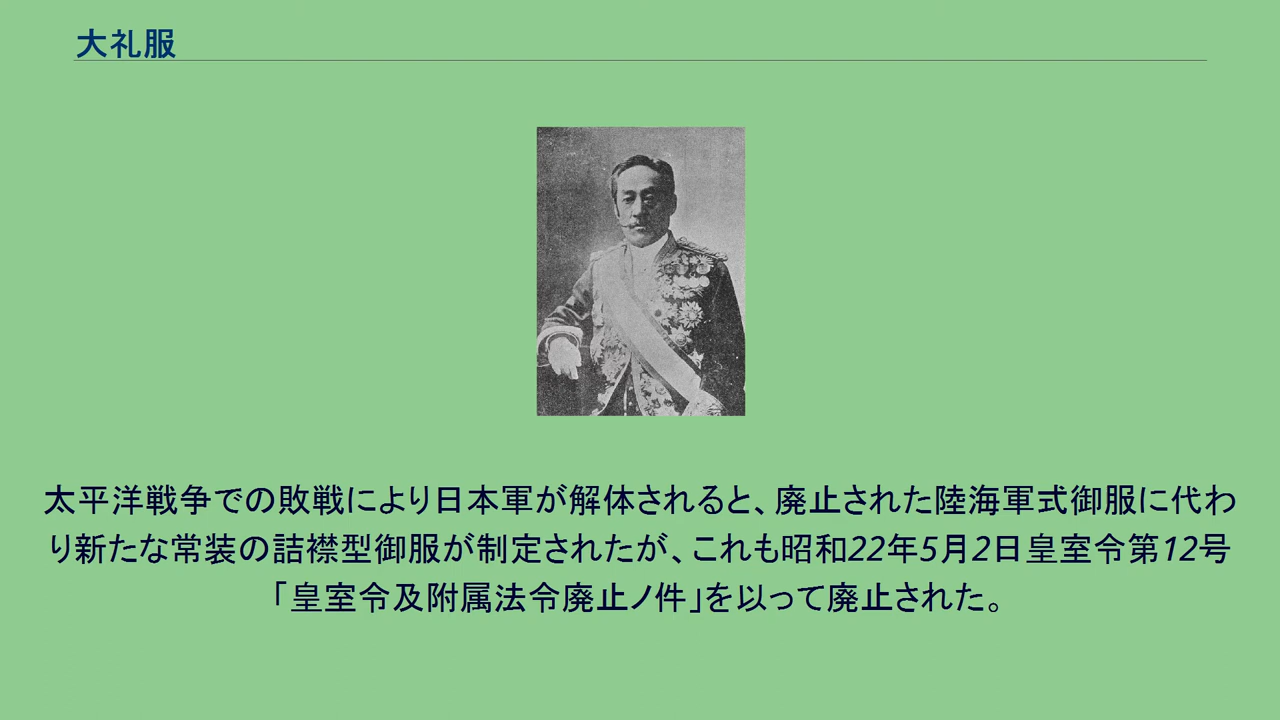 大礼服
太平洋戦争での敗戦により日本軍が解体されると、廃止された陸海軍式御服に代わ
り新たな常装の詰襟型御服が制定されたが、これも昭和22年5月2日皇室令第12号
「皇室令及附属法令廃止ノ件」を以って廃止された。